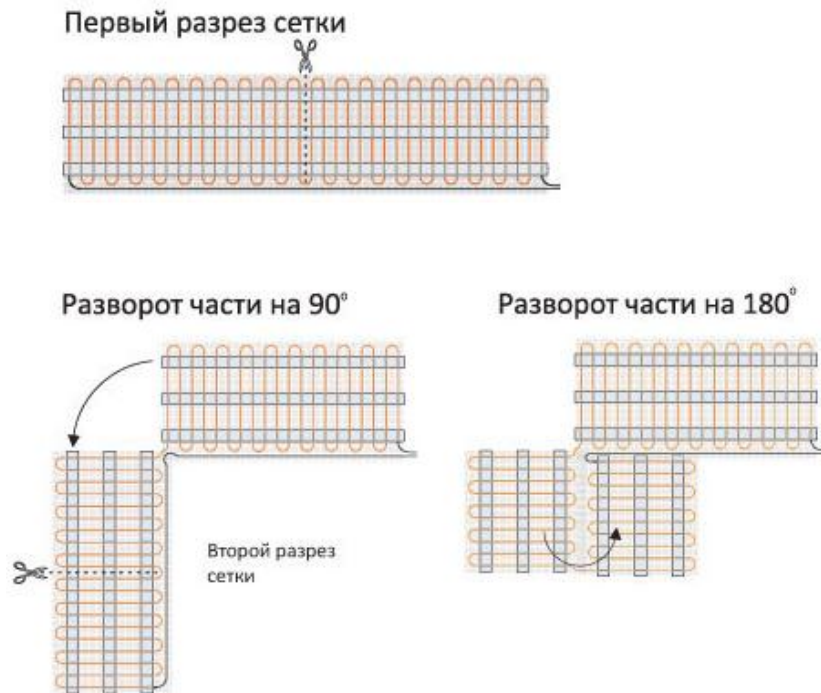 Первый разрез сетки
Разворот части на 90°
Разворот части на 180°
Второй разрез
сетки